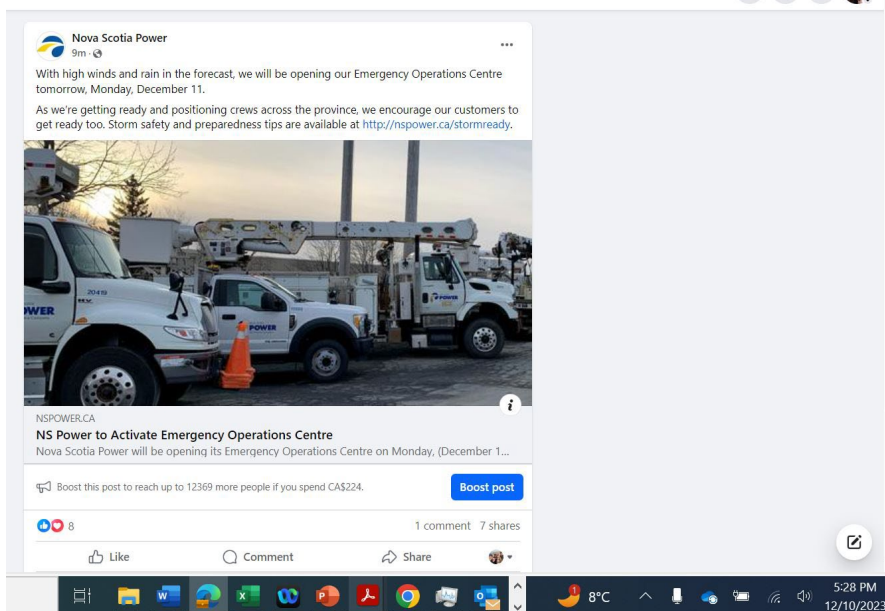 Nova Scotia Power
9m
With high winds and rain in the forecast, we will be opening our Emergency Operations Centre
tomorrow, Monday, December 11.
As we're getting ready and positioning crews across the province, we encourage our customers to
get ready too. Storm safety and preparedness tips are available at http://nspower.ca/stormready.
20419
WER
POWER
POWER
NSPOWER.CA
NS Power to Activate Emergency Operations Centre
Nova Scotia Power will be opening its Emergency Operations Centre on Monday, (December 1...
Boost this post to reach up to 12369 more people if you spend CA$224.
Boost post
8
1 comment 7 shares
Like
Comment
Share
8°C
5:28 PM
12/10/202